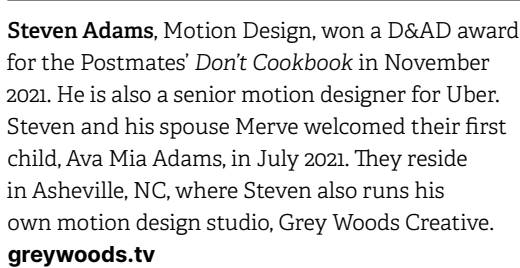 Steven Adams, Motion Design, won a D&AD award
for the Postmates’ Don’t Cookbook in November
2021. He is also a senior motion designer for Uber.
Steven and his spouse Merve welcomed their first
child, Ava Mia Adams, in July 2021. They reside
in Asheville, NC, where Steven also runs his
own motion design studio, Grey Woods Creative.
greywoods.tv